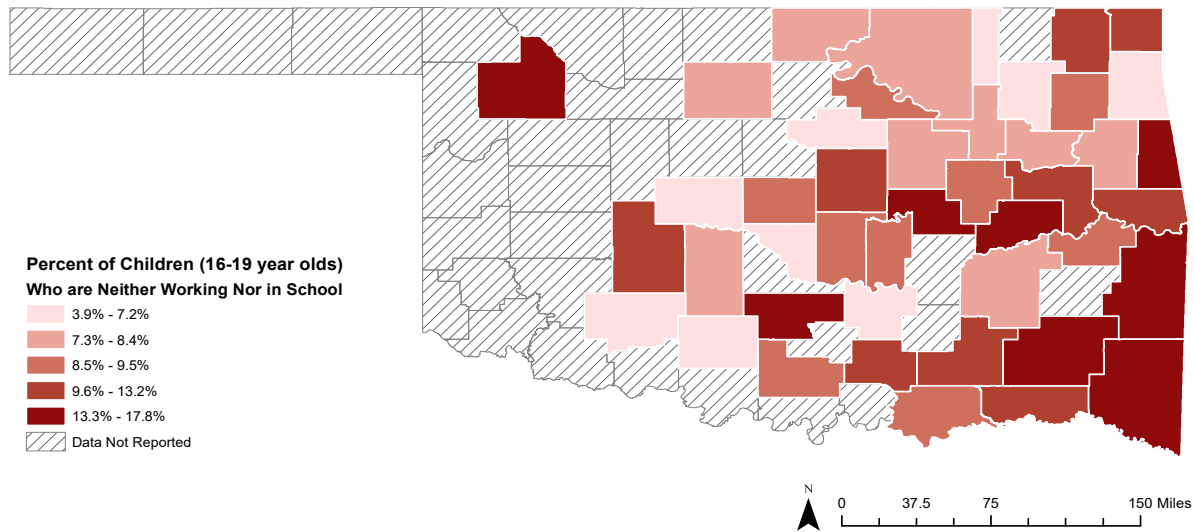 Percent of Children (16-19 year olds)
Who are Neither Working Nor in School
3.9% - 7.2%
7.3% - 8.4%
8.5% - 9.5%
9.6% - 13.2%
13.3% - 17.8%
Data Not Reported
N
0 37.5 75 150 Miles